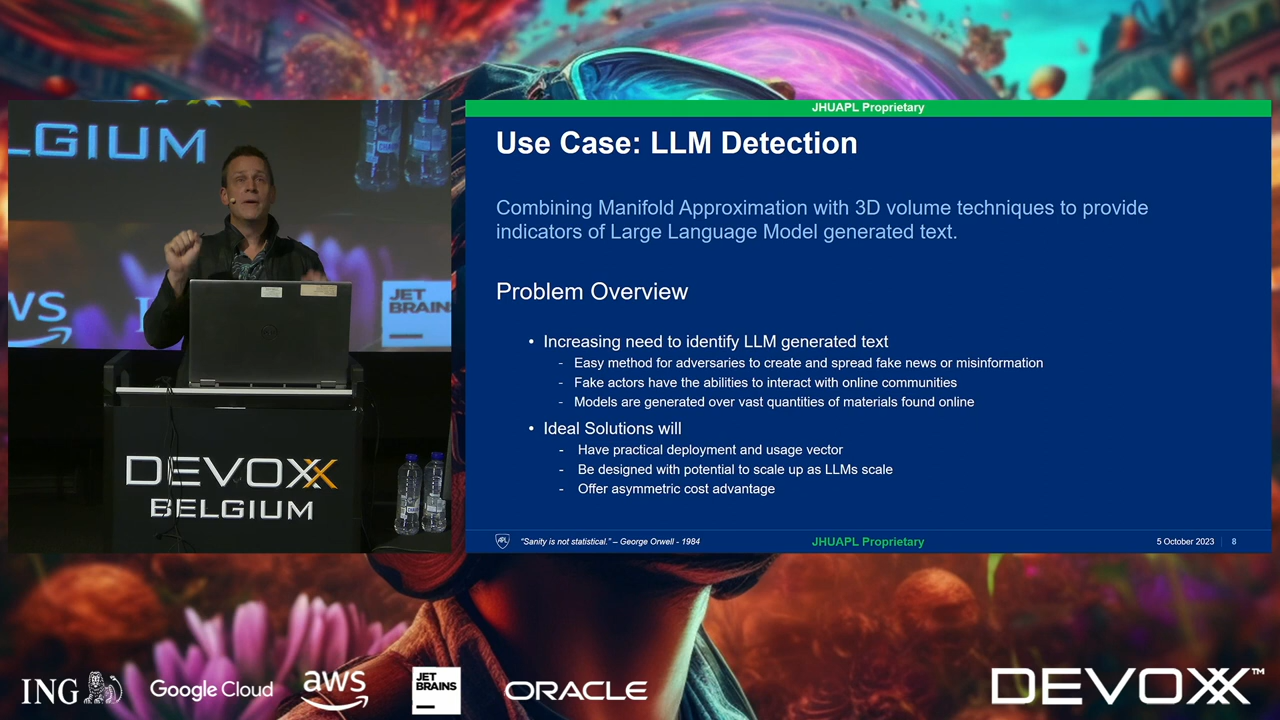 LGIUM
WS
JET
BRAINS
DEVOXX
BELGIUM
JHUAPL Proprietary
Use Case: LLM Detection
Combining Manifold Approximation with 3D volume techniques to provide
indicators of Large Language Model generated text.
Problem Overview
• Increasing need to identify LLM generated text
- Easy method for adversaries to create and spread fake news or misinformation
- Fake actors have the abilities to interact with online communities
- Models are generated over vast quantities of materials found online
• Ideal Solutions will
- Have practical deployment and usage vector
- Be designed with potential to scale up as LLMs scale
- Offer asymmetric cost advantage
APL "Sanity is not statistical." – George Orwell - 1984 JHUAPL Proprietary 5 October 2023 8
ING Google Cloud aws JET BRAINS ORACLE DEVOXX™